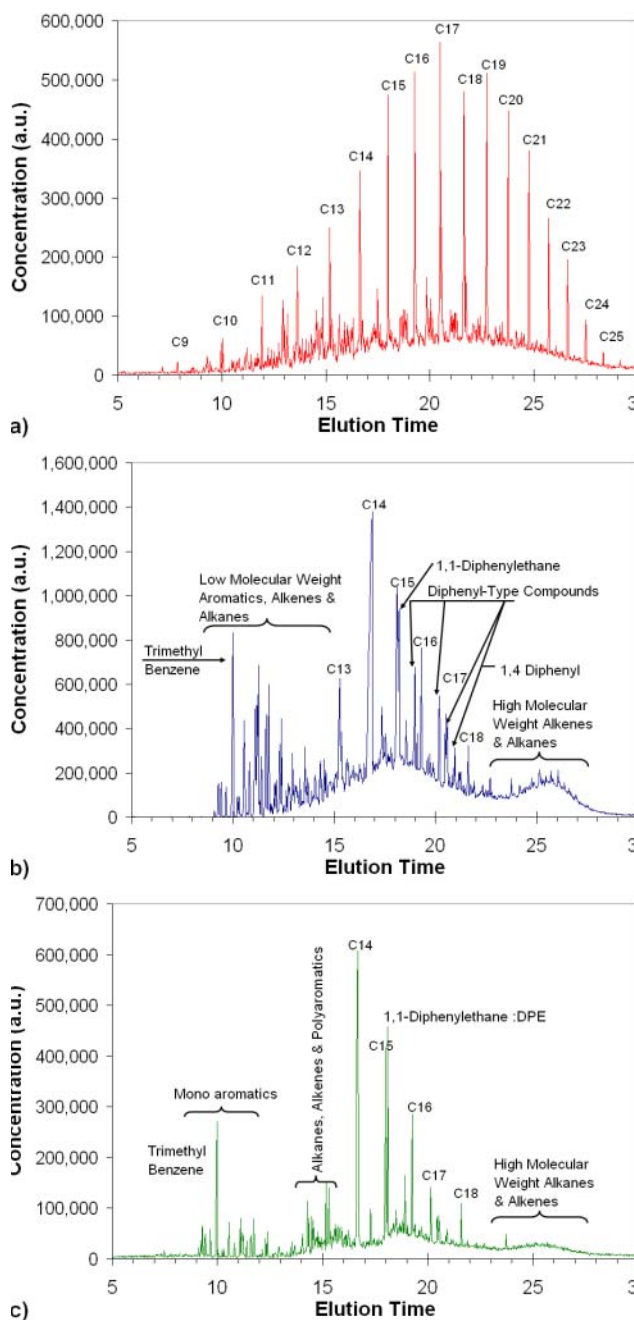 600,000
500,000
400,000
300,000
200,000
100,000
0
Concentration (a.u.)
C9
C10
C11
C12
C13
C14
C15
C16
C17
C18
C19
C20
C21
C22
C23
C24
C25
5 10 15 20 25 3
Elution Time
a)
1,600,000
1,400,000
1,200,000
1,000,000
800,000
600,000
400,000
200,000
0
Concentration (a.u.)
C14
Low Molecular Weight
Aromatics, Alkenes &
Alkanes
Trimethyl
Benzene
C13
C15
1,1-Diphenylethane
Diphenyl-Type Compounds
C16
1,4 Diphenyl
C17
C18
High Molecular
Weight Alkenes
& Alkanes
5 10 15 20 25 3
Elution Time
b)
700,000
600,000
500,000
400,000
300,000
200,000
100,000
0
Concentration (a.u.)
C14
Alkanes, Alkenes & Polyaromatics
1,1-Diphenylethane :DPE
C15
Mono aromatics
Trimethyl
Benzene
C16
C17
C18
High Molecular
Weight Alkanes
& Alkenes
5 10 15 20 25 3
Elution Time
c)